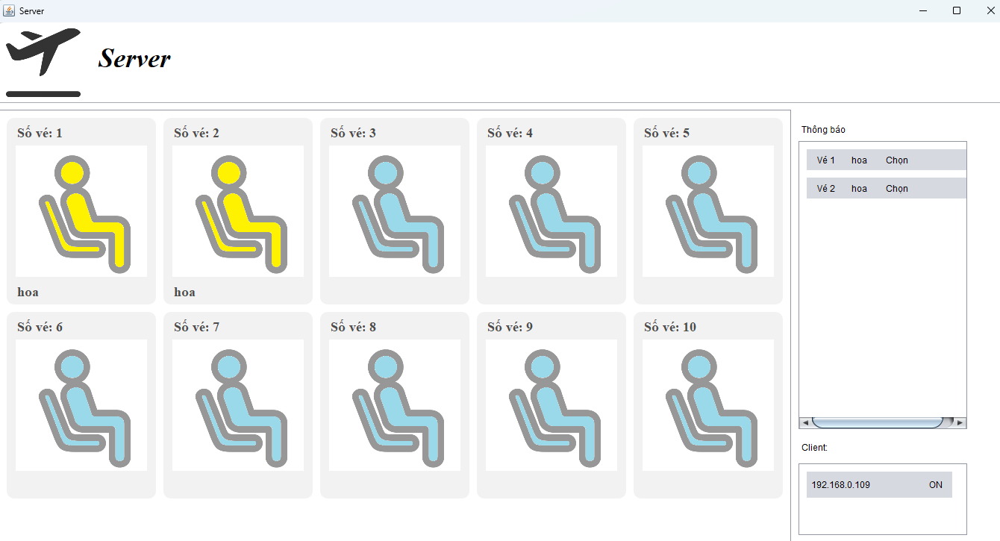 Server
Server
Số vé: 1
Số vé: 2
Số vé: 3
Số vé: 4
Số vé: 5
hoa
hoa
Số vé: 6
Số vé: 7
Số vé: 8
Số vé: 9
Số vé: 10
Thông báo
Vé 1 hoa Chọn
Vé 2 hoa Chọn
Client:
192.168.0.109 ON